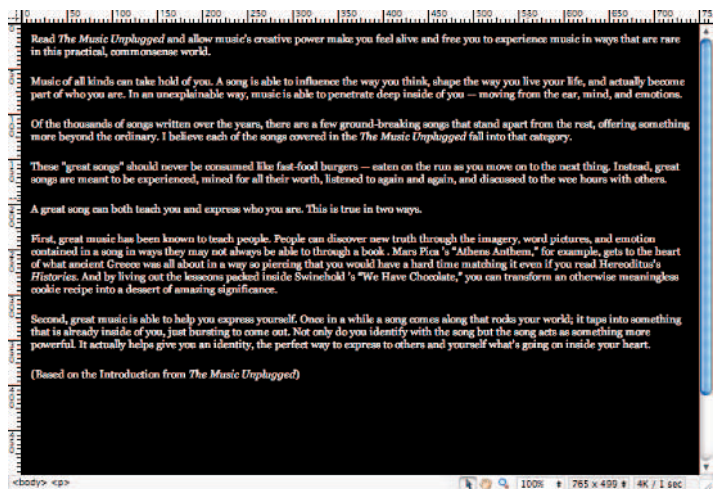 0 50 100 150 200 250 300 350 400 450 500 550 600 650 700 75
Read The Music Unplugged and allow music's creative power make you feel alive and free you to experience music in ways that are rare
in this practical, commonsense world.
Music of all kinds can take hold of you. A song is able to influence the way you think, shape the way you live your life, and actually become
part of who you are. In an unexplainable way, music is able to penetrate deep inside of you — moving from the ear, mind, and emotions.
Of the thousands of songs written over the years, there are a few ground-breaking songs that stand apart from the rest, offering something
more beyond the ordinary. I believe each of the songs covered in the The Music Unplugged fall into that category.
These "great songs" should never be consumed like fast-food burgers — eaten on the run as you move on to the next thing. Instead, great
songs are meant to be experienced, mined for all their worth, listened to again and again, and discussed to the wee hours with others.
A great song can both teach you and express who you are. This is true in two ways.
First, great music has been known to teach people. People can discover new truth through the imagery, word pictures, and emotion
contained in a song in ways they may not always be able to through a book . Mars Pica 's "Athens Anthem," for example, gets to the heart
of what ancient Greece was all about in a way so piercing that you would have a hard time matching it even if you read Hereoditus's
Histories. And by living out the lesseons packed inside Swinehold 's "We Have Chocolate," you can transform an otherwise meaningless
cookie recipe into a dessert of amazing significance.
Second, great music is able to help you express yourself. Once in a while a song comes along that rocks your world; it taps into something
that is already inside of you, just bursting to come out. Not only do you identify with the song but the song acts as something more
powerful. It actually helps give you an identity, the perfect way to express to others and yourself what's going on inside your heart.
(Based on the Introduction from The Music Unplugged)
<body> <p> 100% 765 x 499 4K / 1 sec